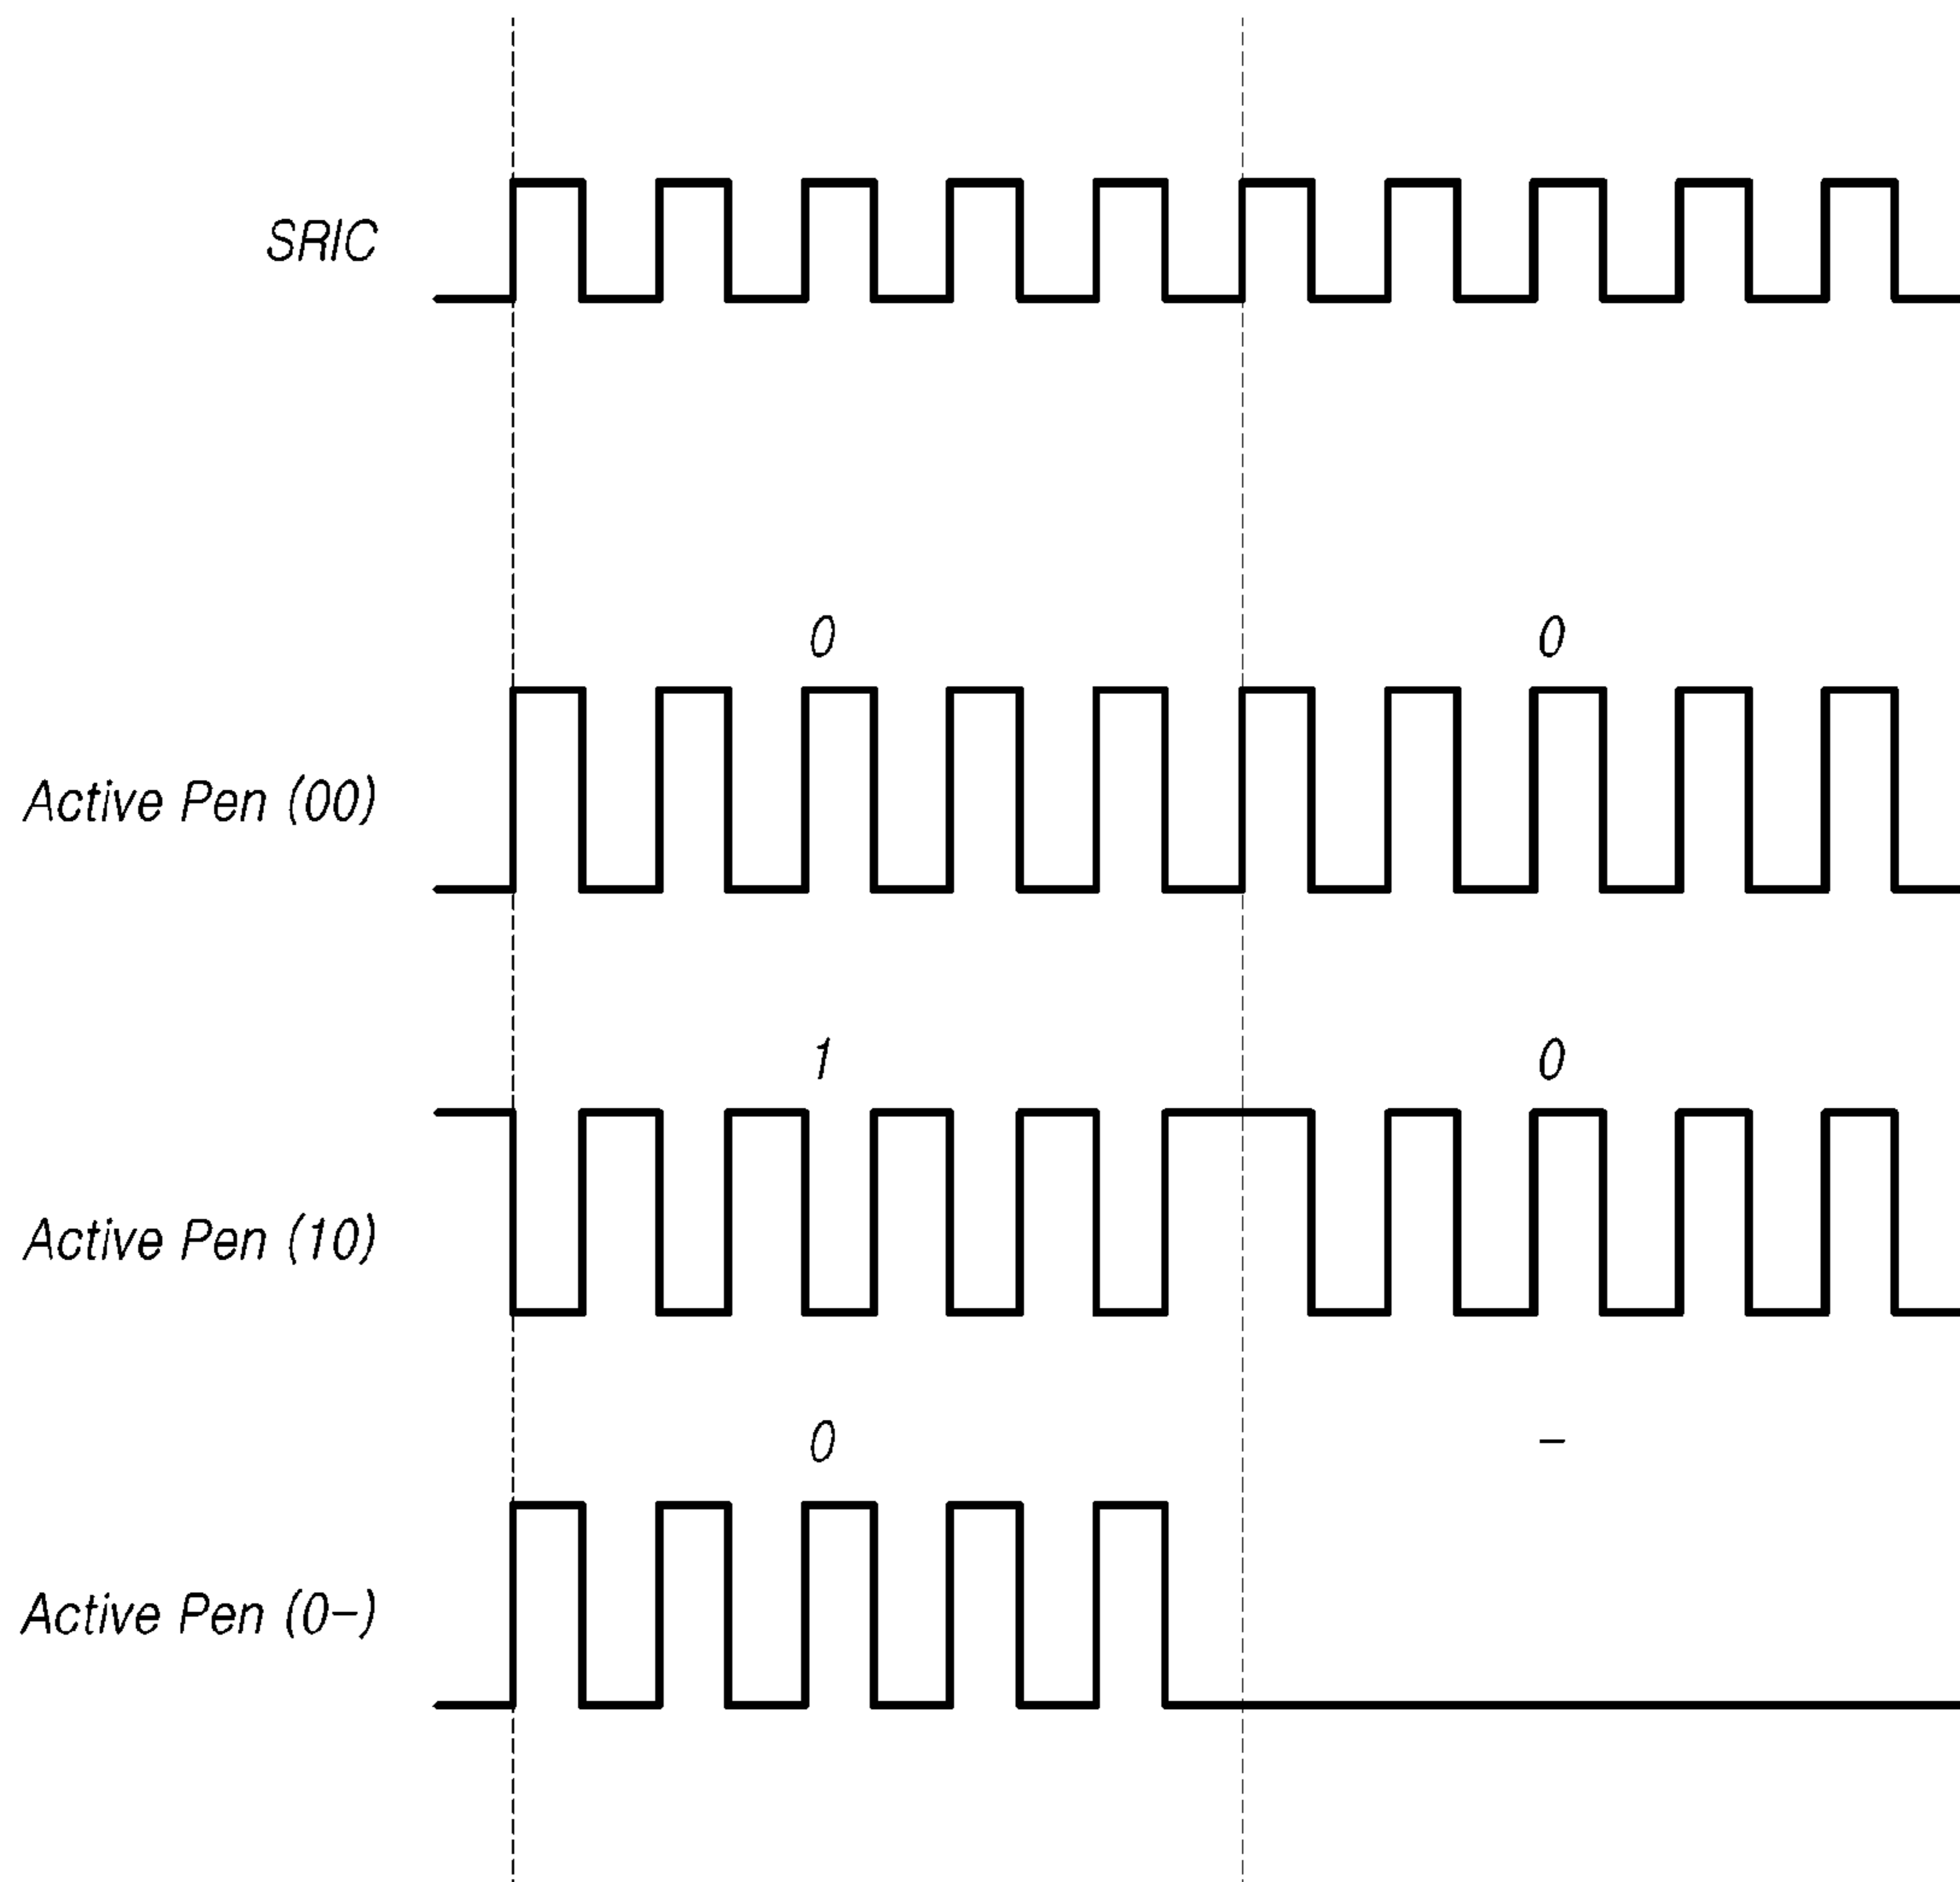 SRIC
0 0
Active Pen (00)
1 0
Active Pen (10)
0 –
Active Pen (0–)